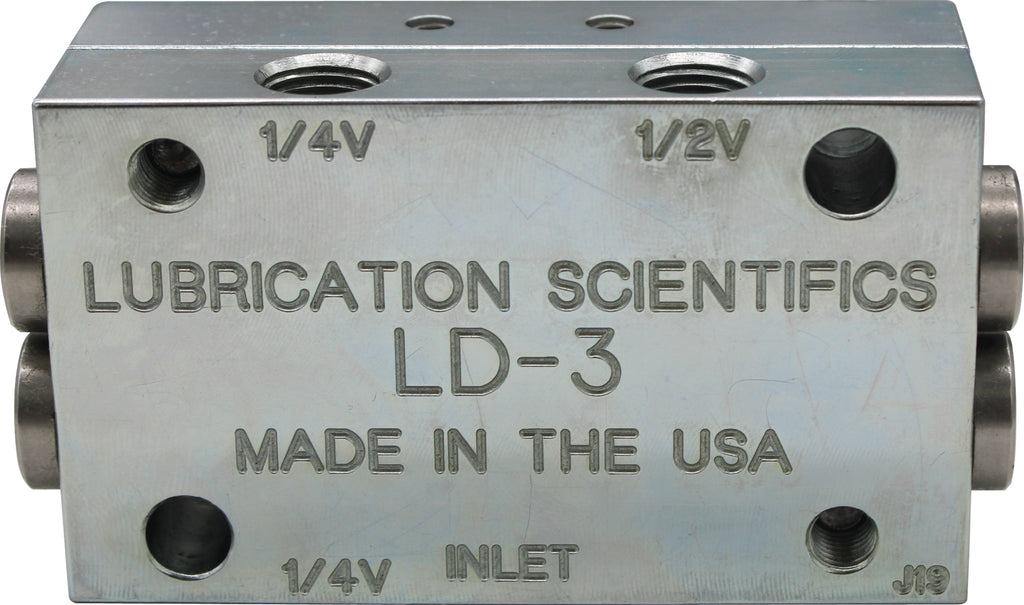 1/4V 1/2V
LUBRICATION SCIENTIFICS
LD-3
MADE IN THE USA
1/4V INLET
J19